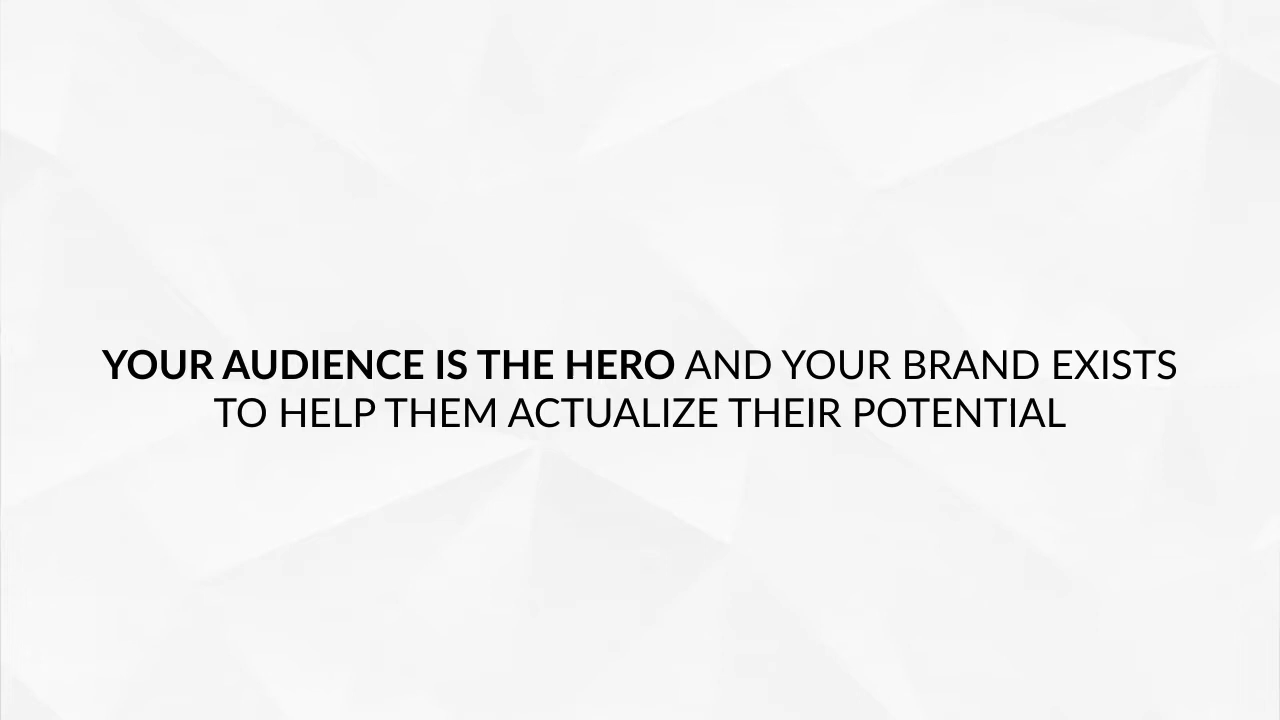 YOUR AUDIENCE IS THE HERO AND YOUR BRAND EXISTS
TO HELP THEM ACTUALIZE THEIR POTENTIAL